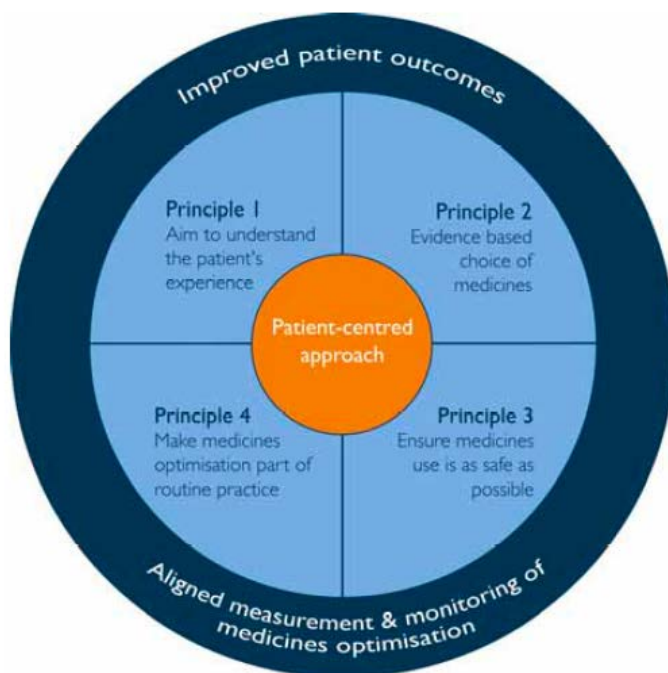 Improved patient outcomes
Principle 1
Aim to understand
the patient's
experience
Principle 2
Evidence based
choice of
medicines
Patient-centred
approach
Principle 4
Make medicines
optimisation part of
routine practice
Principle 3
Ensure medicines
use is as safe as
possible
Aligned measurement & monitoring of
medicines optimisation